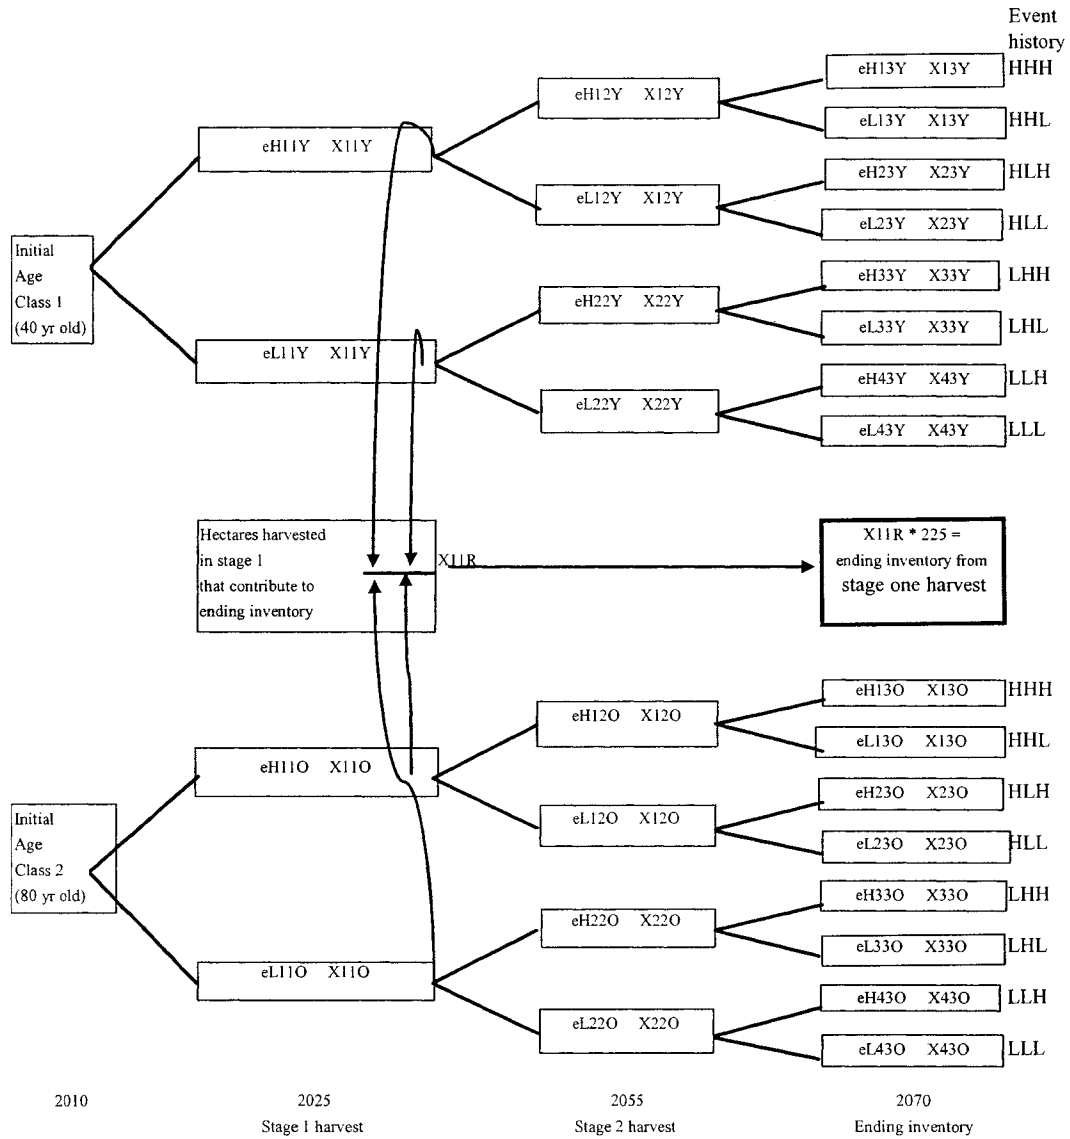 Event
history
eH13Y X13Y HHH
eH12Y X12Y
eL13Y X13Y HHL
eH11Y X11Y
eH23Y X23Y HLH
eL12Y X12Y
eL23Y X23Y HLL
Initial
Age
Class 1
(40 yr old)
eH33Y X33Y LHH
eH22Y X22Y
eL33Y X33Y LHL
eL11Y X11Y
eH43Y X43Y LLH
eL22Y X22Y
eL43Y X43Y LLL
Hectares harvested
in stage 1
that contribute to
ending inventory
X11R
X11R * 225 =
ending inventory from
stage one harvest
eH13O X13O HHH
eH12O X12O
eL13O X13O HHL
eH11O X11O
eH23O X23O HLH
eL12O X12O
eL23O X23O HLL
Initial
Age
Class 2
(80 yr old)
eH33O X33O LHH
eH22O X22O
eL33O X33O LHL
eL11O X11O
eH43O X43O LLH
eL22O X22O
eL43O X43O LLL
2010 2025 2055 2070
Stage 1 harvest Stage 2 harvest Ending inventory